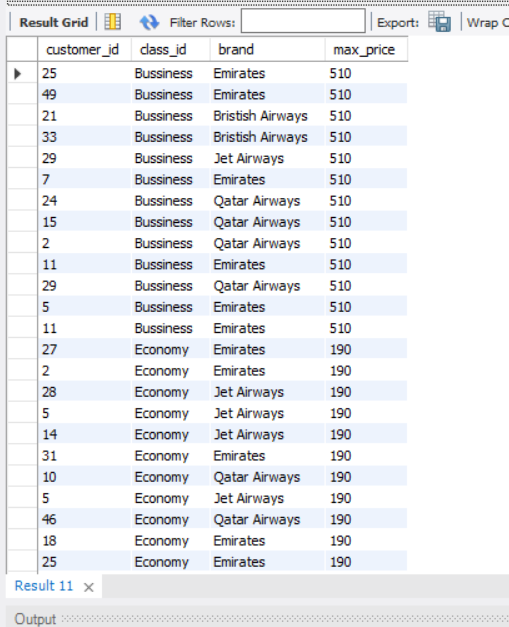 Result Grid Filter Rows: Export: Wrap C
customer_id class_id brand max_price
25 Bussiness Emirates 510
49 Bussiness Emirates 510
21 Bussiness Bristish Airways 510
33 Bussiness Bristish Airways 510
29 Bussiness Jet Airways 510
7 Bussiness Emirates 510
24 Bussiness Qatar Airways 510
15 Bussiness Qatar Airways 510
2 Bussiness Qatar Airways 510
11 Bussiness Emirates 510
29 Bussiness Qatar Airways 510
5 Bussiness Emirates 510
11 Bussiness Emirates 510
27 Economy Emirates 190
2 Economy Emirates 190
28 Economy Jet Airways 190
5 Economy Jet Airways 190
14 Economy Jet Airways 190
31 Economy Emirates 190
10 Economy Qatar Airways 190
5 Economy Jet Airways 190
46 Economy Qatar Airways 190
18 Economy Emirates 190
25 Economy Emirates 190
Result 11
Output